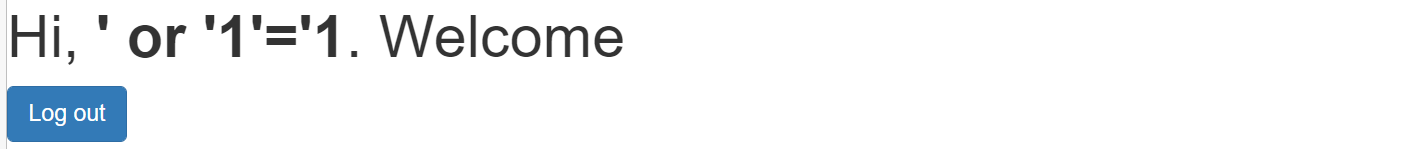 Hi, ' or '1'='1. Welcome
Log out